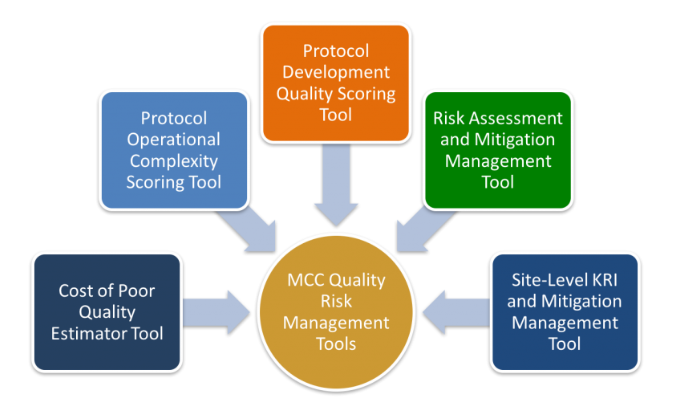 Protocol
Development
Quality Scoring
Tool
Protocol
Operational
Complexity
Scoring Tool
Risk Assessment
and Mitigation
Management
Tool
Cost of Poor
Quality
Estimator Tool
MCC Quality
Risk
Management
Tools
Site-Level KRI
and Mitigation
Management
Tool